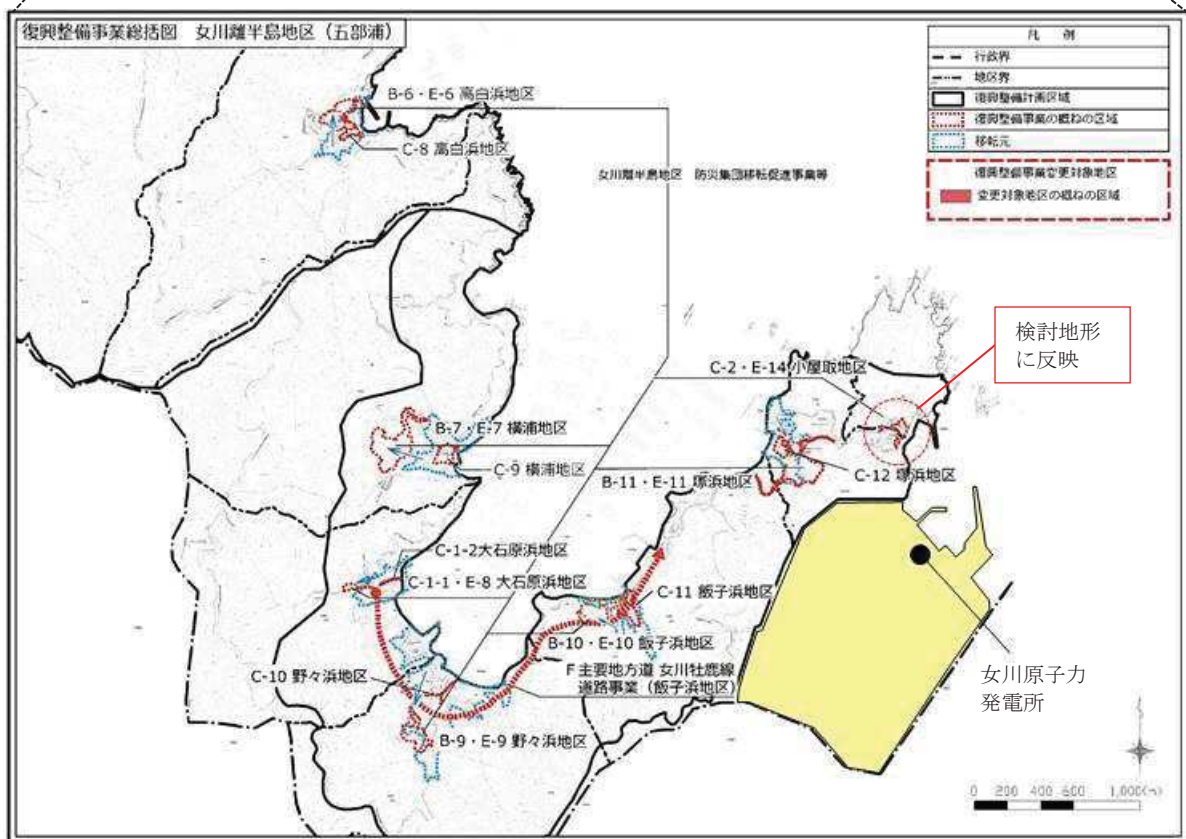 復興整備事業総括図 女川離半島地区(五部浦)
凡 例
行政界
地区界
復興整備計画区域
復興整備事業の概ねの区域
移転元
復興整備事業変更対象地区
変更対象地区の概ねの区域
B-6・E-6 高白浜地区
C-8 高白浜地区
女川離半島地区 防災集団移転促進事業等
検討地形
に反映
C-2・E-14 小屋取地区
B-7・E-7 横浦地区
C-9 横浦地区
B-11・E-11 塚浜地区
C-12 塚浜地区
C-1-2大石原浜地区
C-1-1・E-8 大石原浜地区
C-11 飯子浜地区
B-10・E-10 飯子浜地区
C-10 野々浜地区
F主要地方道 女川牡鹿線
道路事業(飯子浜地区)
女川原子力
発電所
B-9・E-9 野々浜地区
0 200 400 600 1,000(m)